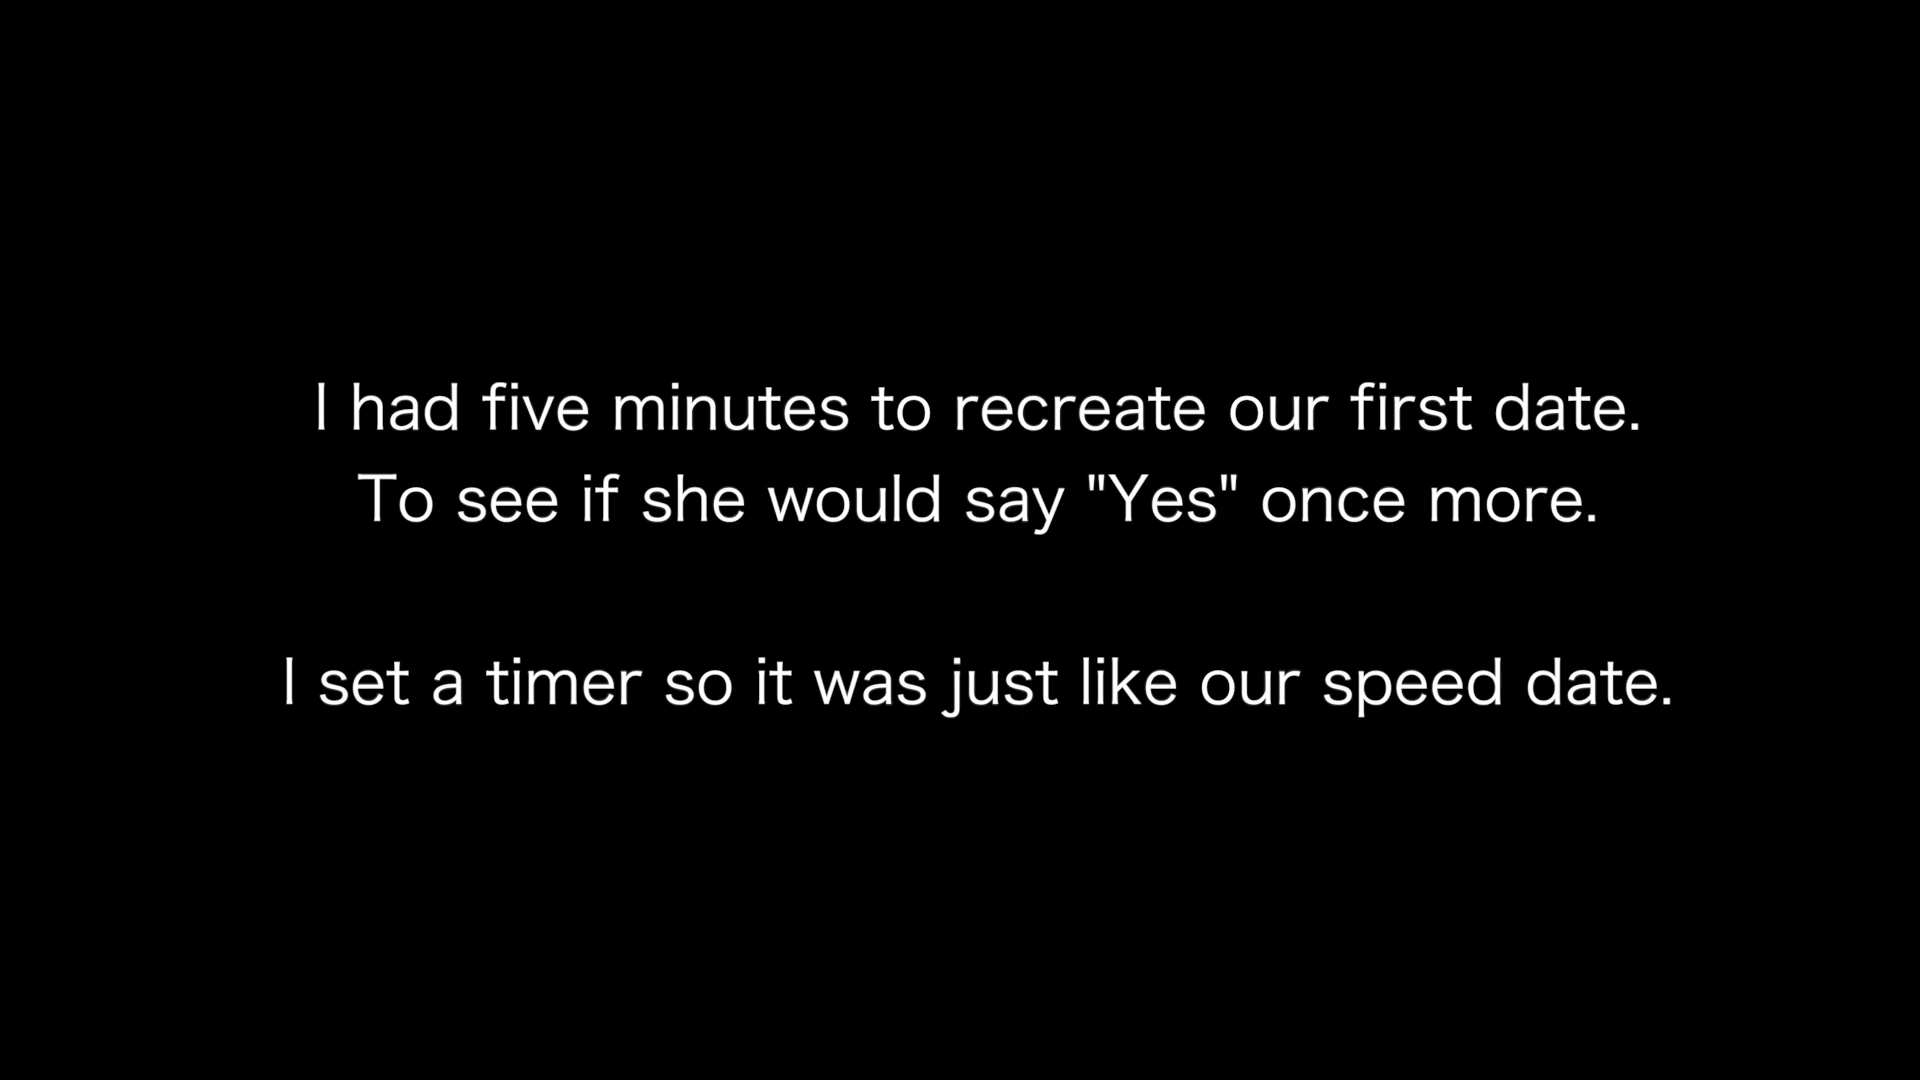 I had five minutes to recreate our first date.
To see if she would say "Yes" once more.
I set a timer so it was just like our speed date.